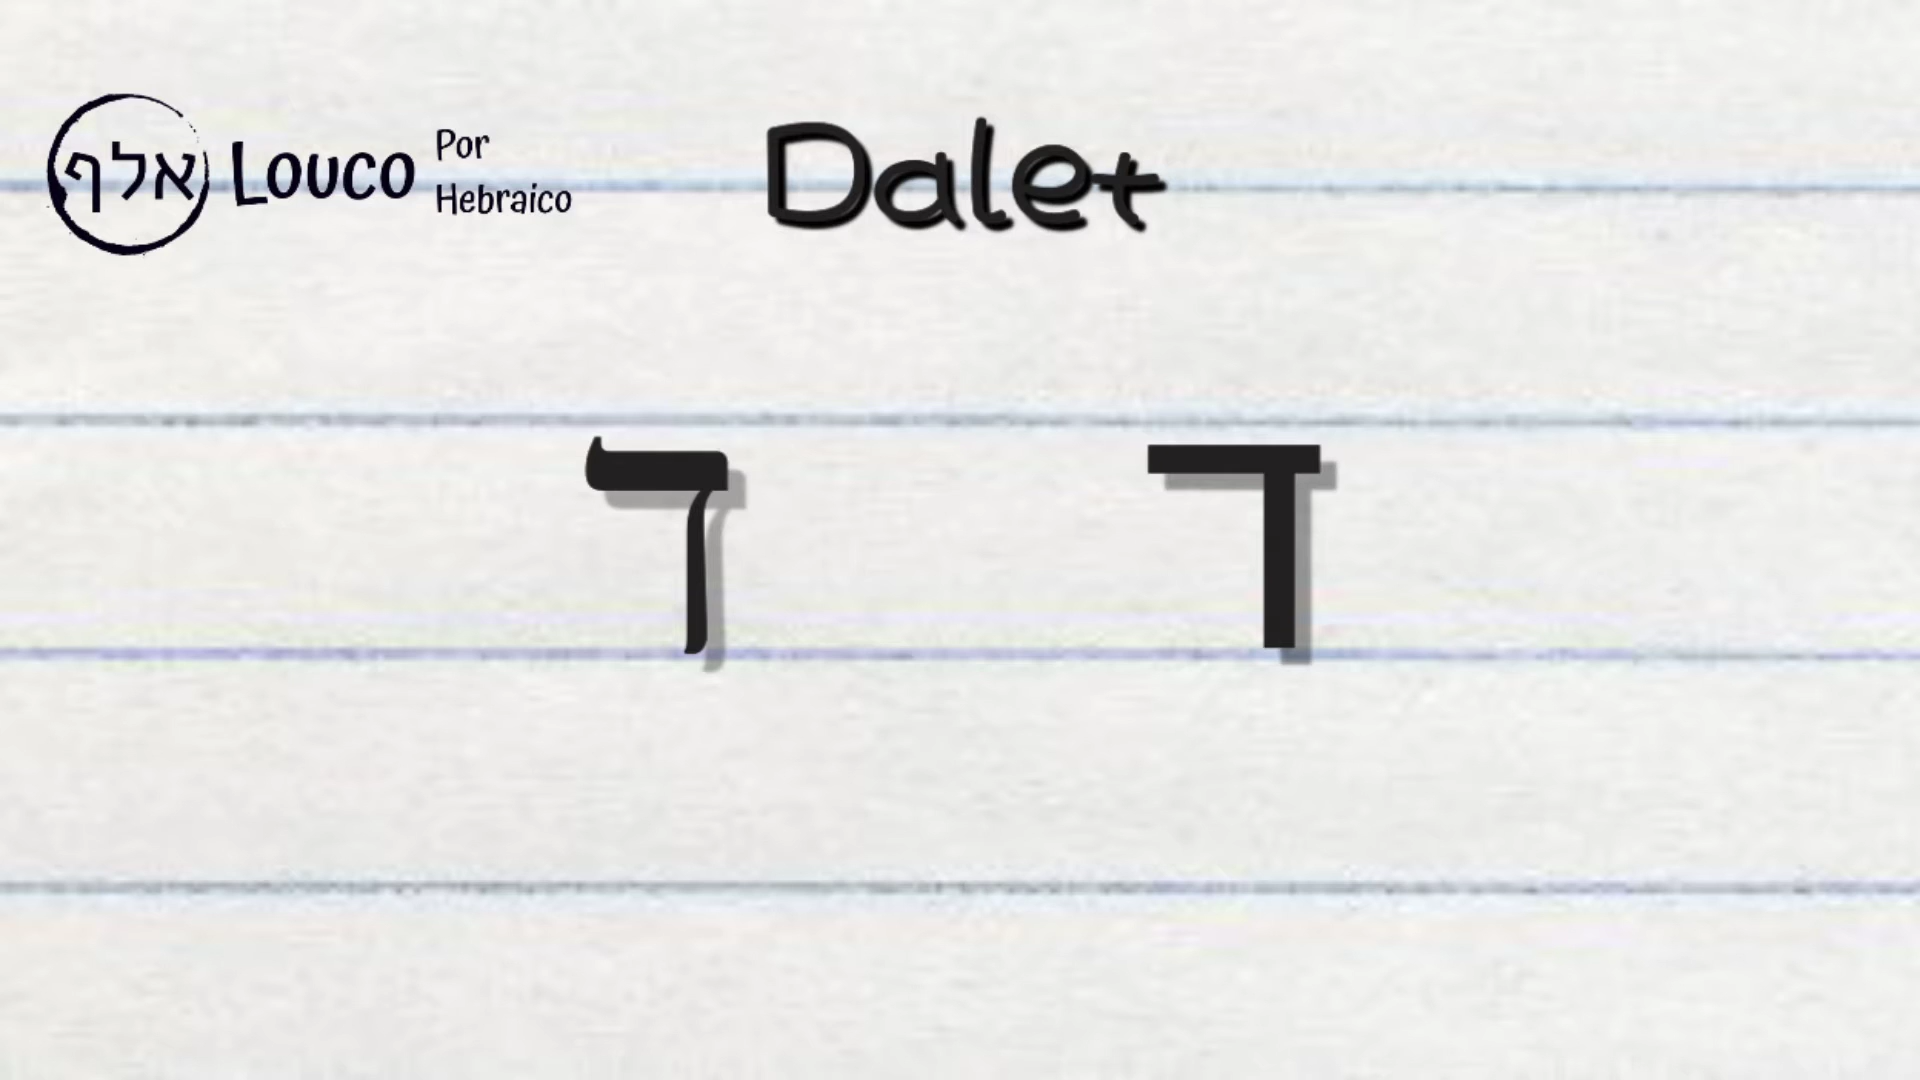 אלף Louco Por Hebraico
Dalet
ד ד